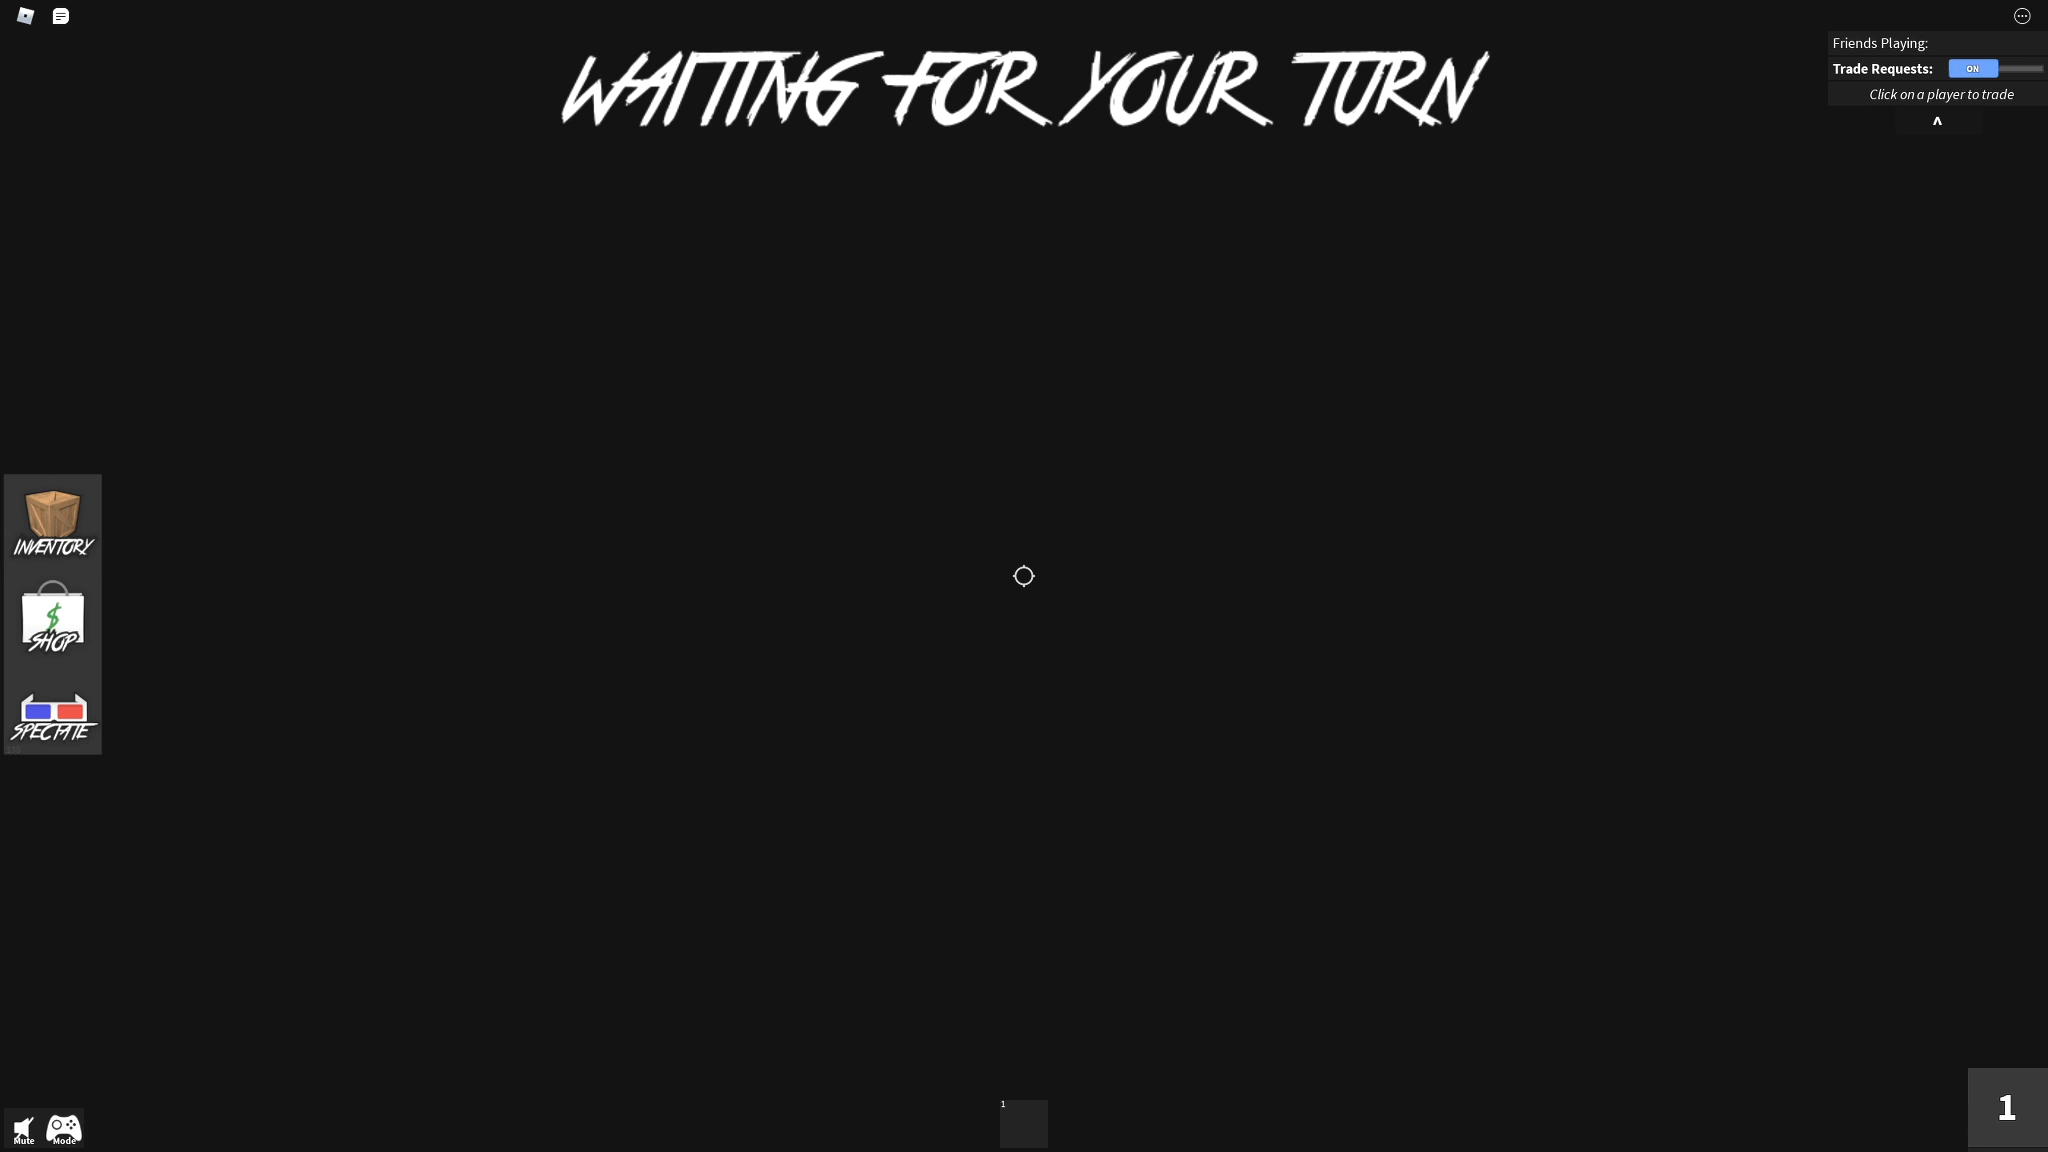 WAITING FOR YOUR TURN
Friends Playing:
Trade Requests: ON
Click on a player to trade
^
INVENTORY
$
SHOP
SPECTATE
Mute
Mode
1
1